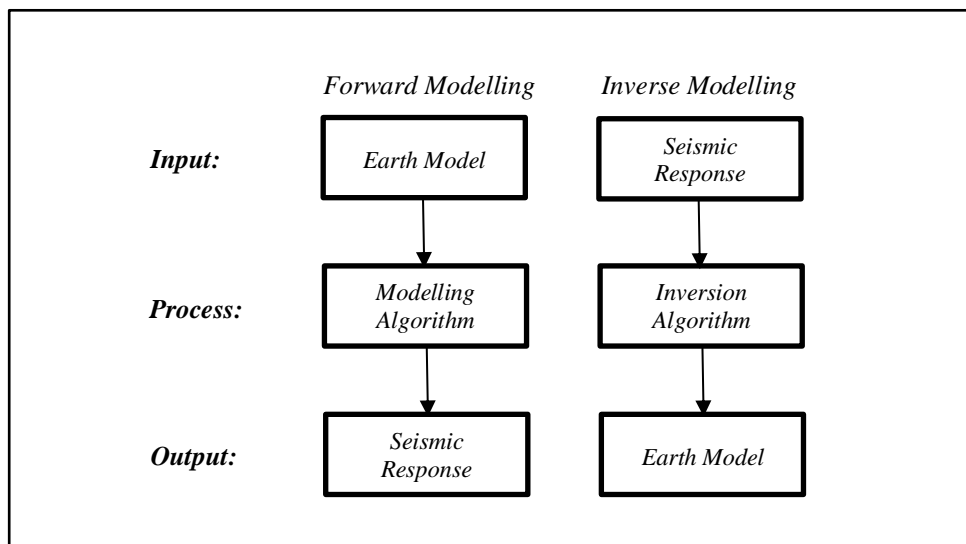 Forward Modelling
Inverse Modelling
Input:
Earth Model
Seismic
Response
Process:
Modelling
Algorithm
Inversion
Algorithm
Output:
Seismic
Response
Earth Model